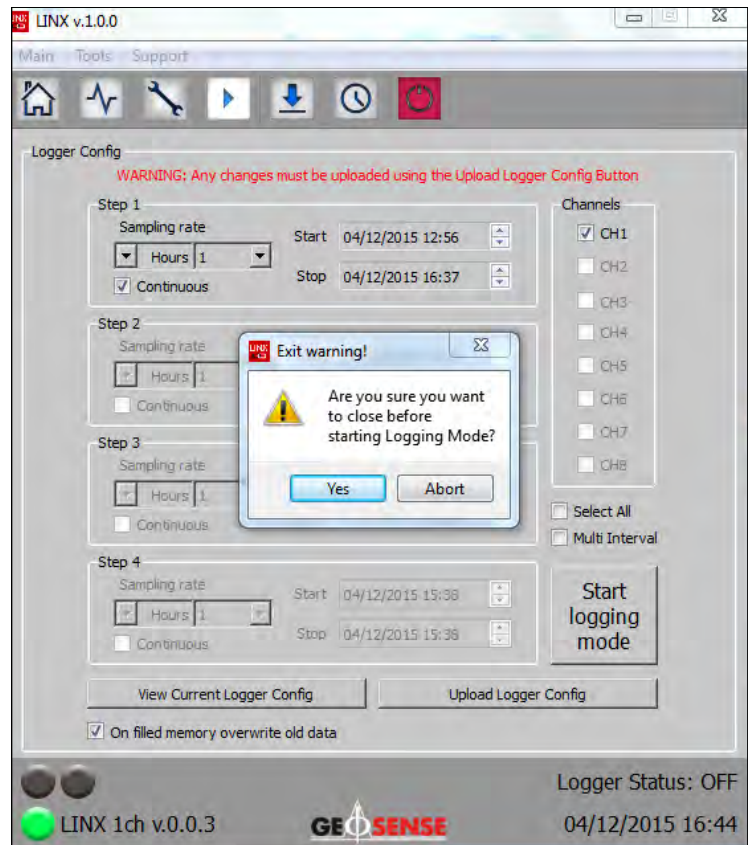 LINX v.1.0.0
Main Tools Support
Logger Config
WARNING: Any changes must be uploaded using the Upload Logger Config Button
Step 1
Sampling rate
Hours 1
Continuous
Start 04/12/2015 12:56
Stop 04/12/2015 16:37
Channels
CH1
CH2
CH3
CH4
CH5
CH6
CH7
CH8
Step 2
Sampling rate
Hours 1
Continuous
LINX Exit warning!
Are you sure you want
to close before
starting Logging Mode?
Yes Abort
Step 3
Sampling rate
Hours 1
Continuous
Select All
Multi Interval
Step 4
Sampling rate
Hours 1
Continuous
Start 04/12/2015 15:38
Stop 04/12/2015 15:38
Start
logging
mode
View Current Logger Config Upload Logger Config
On filled memory overwrite old data
Logger Status: OFF
LINX 1ch v.0.0.3 GEOSENSE 04/12/2015 16:44